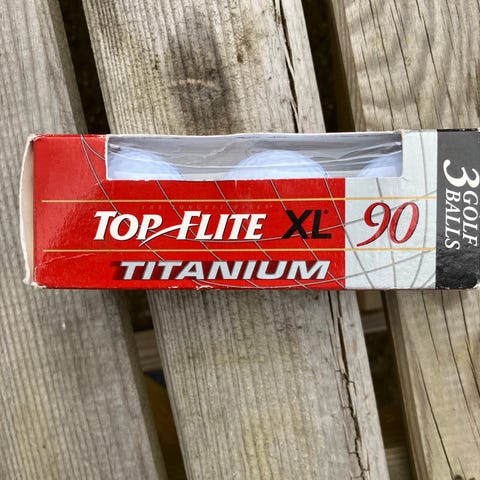 TOP-FLITE XL® 90
TITANIUM
3 GOLF
BALLS